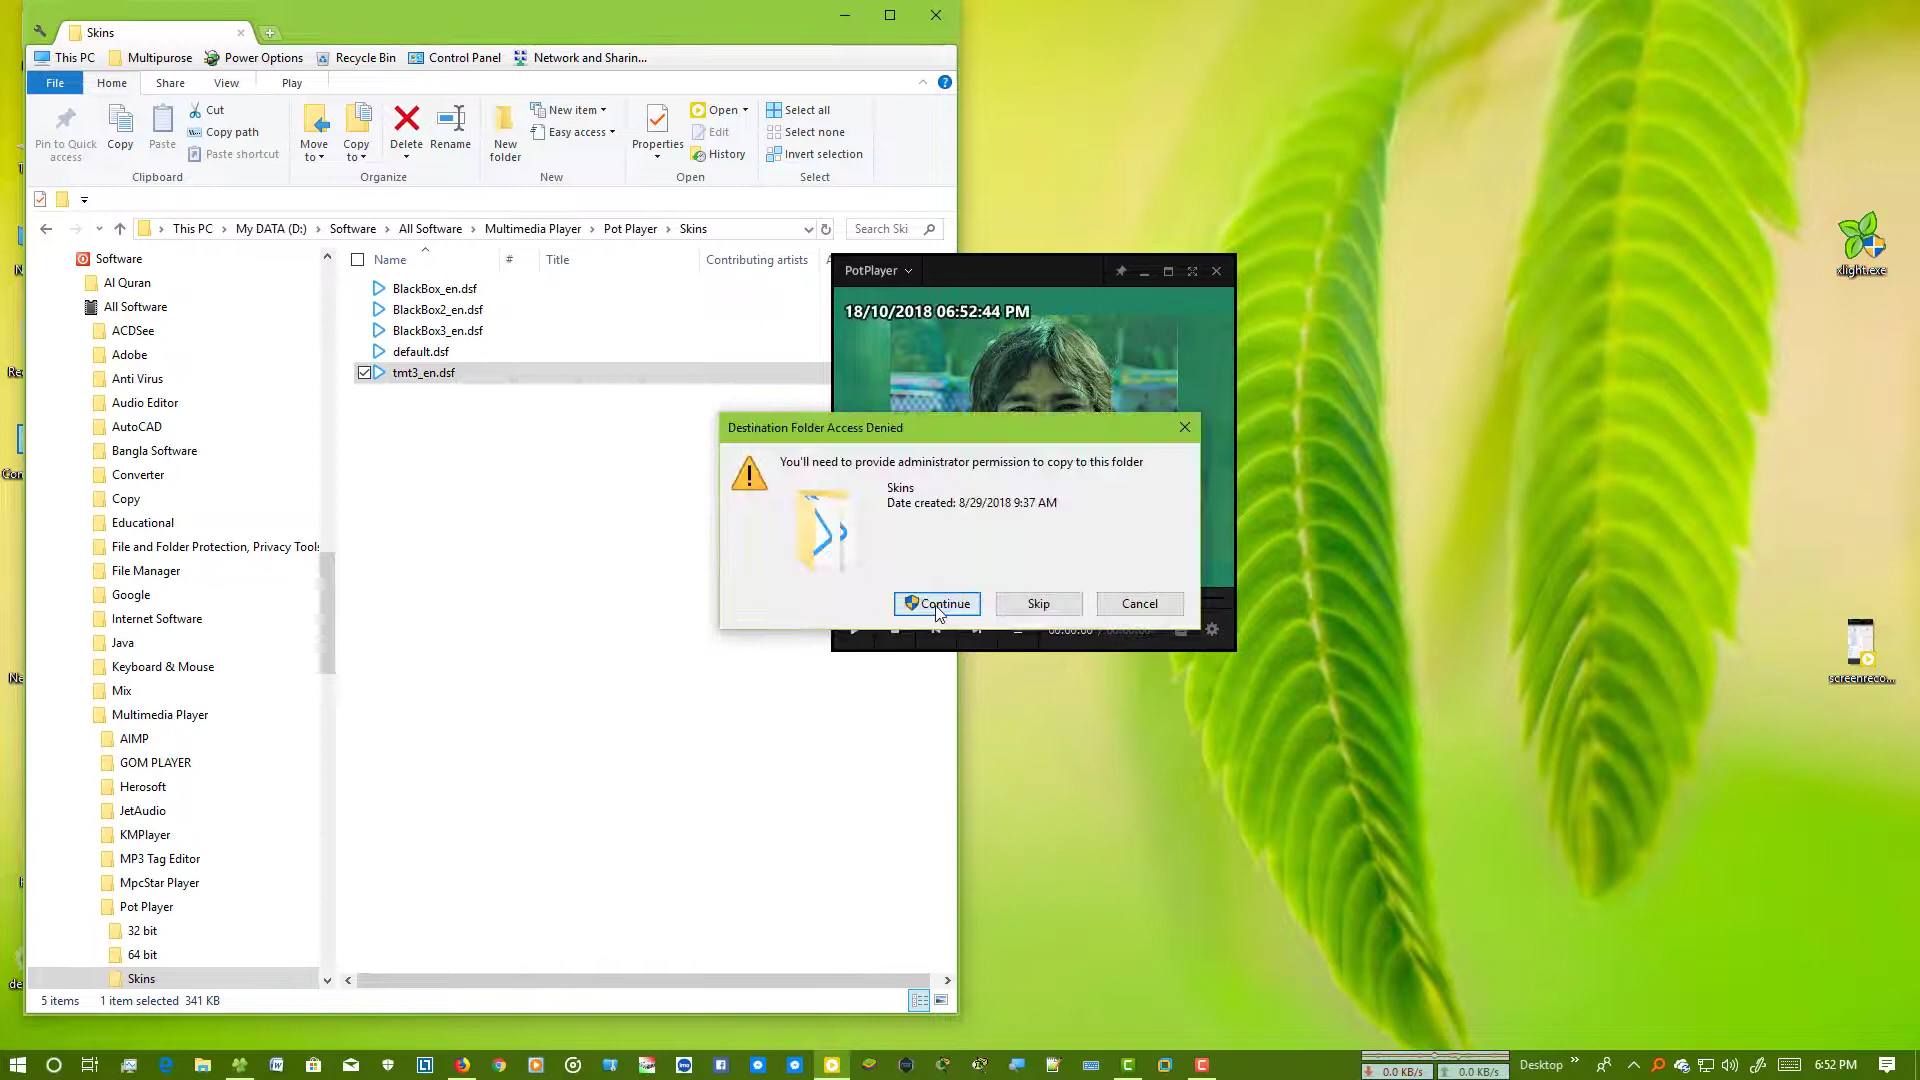 Skins
This PC
Multipurose
Power Options
Recycle Bin
Control Panel
Network and Sharin...
File
Home
Share
View
Play
Pin to Quick access
Copy
Paste
Cut
Copy path
Paste shortcut
Clipboard
Move to
Copy to
Delete
Rename
Organize
New folder
New item
Easy access
New
Properties
Open
Edit
History
Open
Select all
Select none
Invert selection
Select
This PC > My DATA (D:) > Software > All Software > Multimedia Player > Pot Player > Skins
Search Ski
Software
Al Quran
All Software
ACDSee
Adobe
Anti Virus
Audio Editor
AutoCAD
Bangla Software
Converter
Copy
Educational
File and Folder Protection, Privacy Tools
File Manager
Google
Internet Software
Java
Keyboard & Mouse
Mix
Multimedia Player
AIMP
GOM PLAYER
Herosoft
JetAudio
KMPlayer
MP3 Tag Editor
MpcStar Player
Pot Player
32 bit
64 bit
Skins
Name
#
Title
Contributing artists
BlackBox_en.dsf
BlackBox2_en.dsf
BlackBox3_en.dsf
default.dsf
tmt3_en.dsf
5 items
1 item selected 341 KB
PotPlayer
18/10/2018 06:52:44 PM
Destination Folder Access Denied
You'll need to provide administrator permission to copy to this folder
Skins
Date created: 8/29/2018 9:37 AM
Continue
Skip
Cancel
xlight.exe
screenreco...
0.0 KB/s
0.0 KB/s
Desktop
6:52 PM